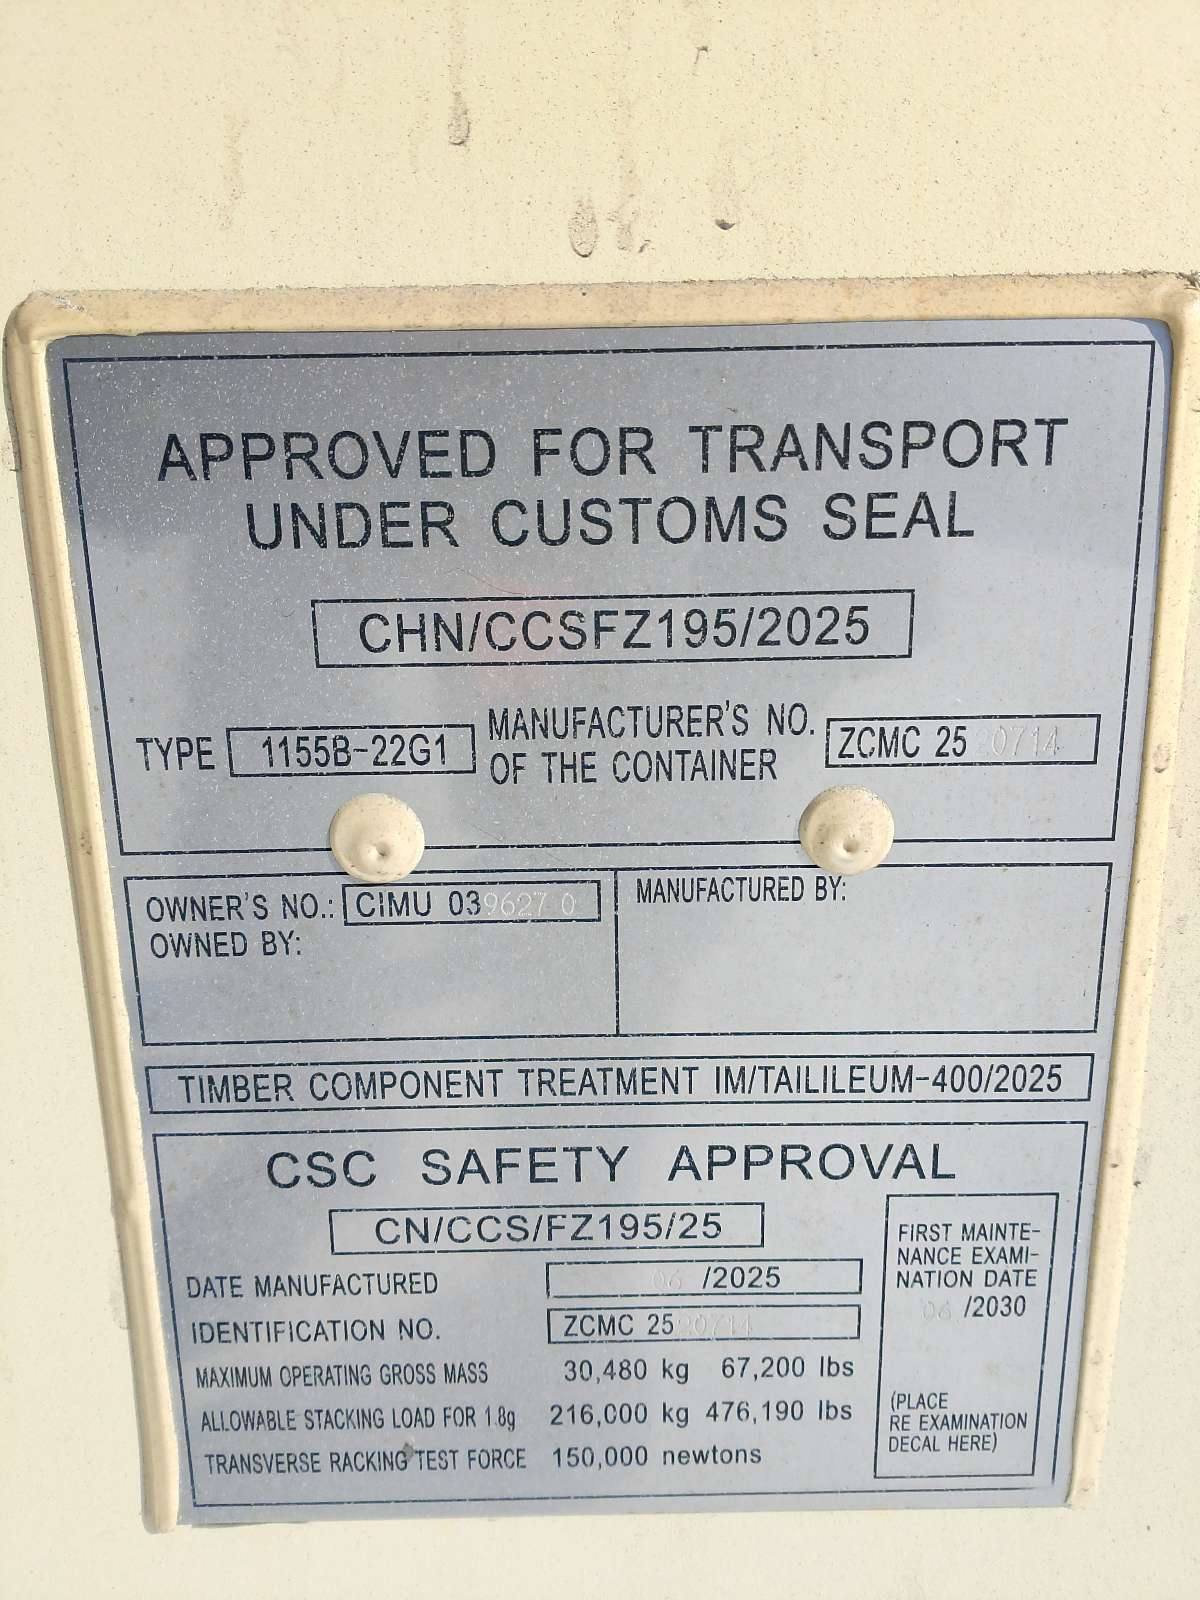 APPROVED FOR TRANSPORT
UNDER CUSTOMS SEAL
CHN/CCSFZ195/2025
TYPE 1155B-22G1 MANUFACTURER'S NO. OF THE CONTAINER ZCMC 25
OWNER'S NO.: CIMU 039627 0
OWNED BY:
MANUFACTURED BY:
TIMBER COMPONENT TREATMENT IM/TAILILEUM-400/2025
CSC SAFETY APPROVAL
CN/CCS/FZ195/25
DATE MANUFACTURED 06 /2025
IDENTIFICATION NO. ZCMC 25
MAXIMUM OPERATING GROSS MASS 30,480 kg 67,200 lbs
ALLOWABLE STACKING LOAD FOR 1.8g 216,000 kg 476,190 lbs
TRANSVERSE RACKING TEST FORCE 150,000 newtons
FIRST MAINTE-
NANCE EXAMI-
NATION DATE
06 /2030
(PLACE
RE EXAMINATION
DECAL HERE)